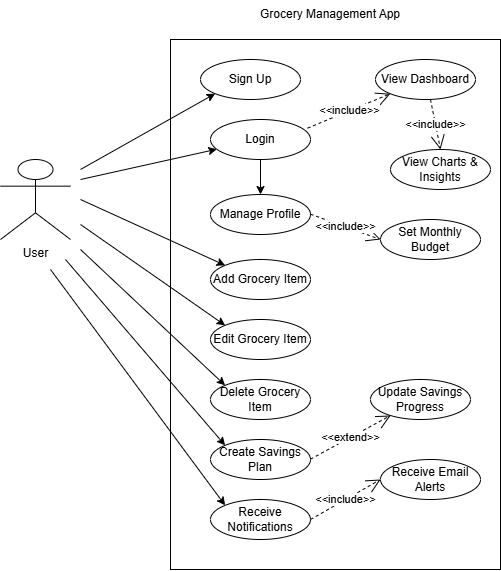 Grocery Management App
Sign Up
View Dashboard
<<include>>
<<include>>
Login
View Charts &
Insights
User
Manage Profile
<<include>>
Set Monthly
Budget
Add Grocery Item
Edit Grocery Item
Delete Grocery
Item
Update Savings
Progress
<<extend>>
Create Savings
Plan
Receive Email
Alerts
<<include>>
Receive
Notifications